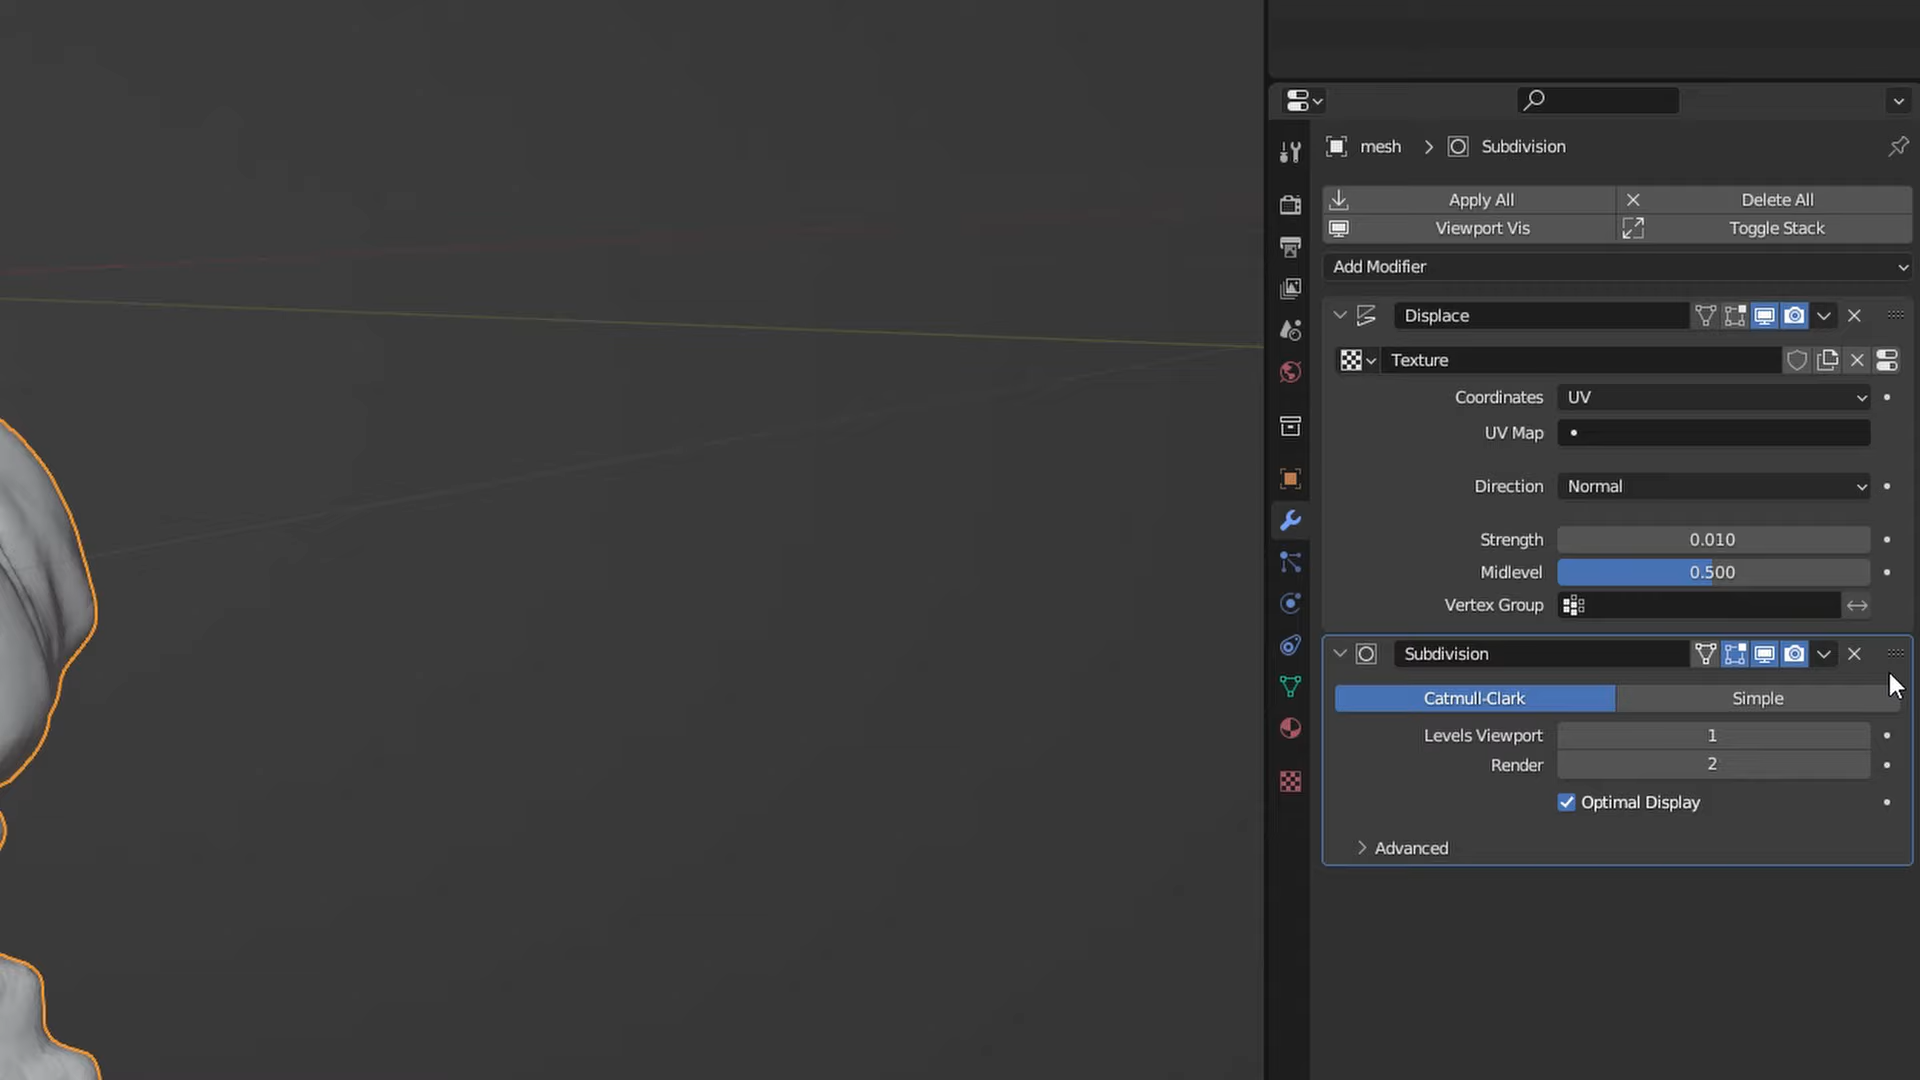 mesh > Subdivision
Apply All Delete All
Viewport Vis Toggle Stack
Add Modifier
Displace
Texture
Coordinates UV
UV Map
Direction Normal
Strength 0.010
Midlevel 0.500
Vertex Group
Subdivision
Catmull-Clark Simple
Levels Viewport 1
Render 2
Optimal Display
Advanced